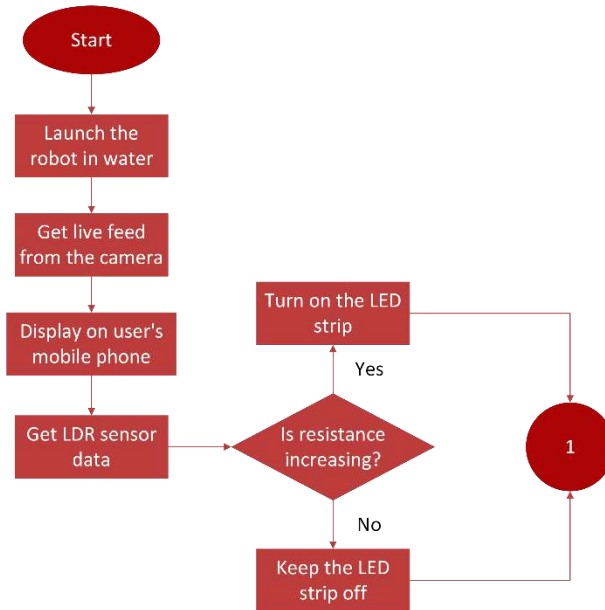 Start
Launch the
robot in water
Get live feed
from the camera
Display on user's
mobile phone
Get LDR sensor
data
Is resistance
increasing?
Yes
Turn on the LED
strip
No
Keep the LED
strip off
1